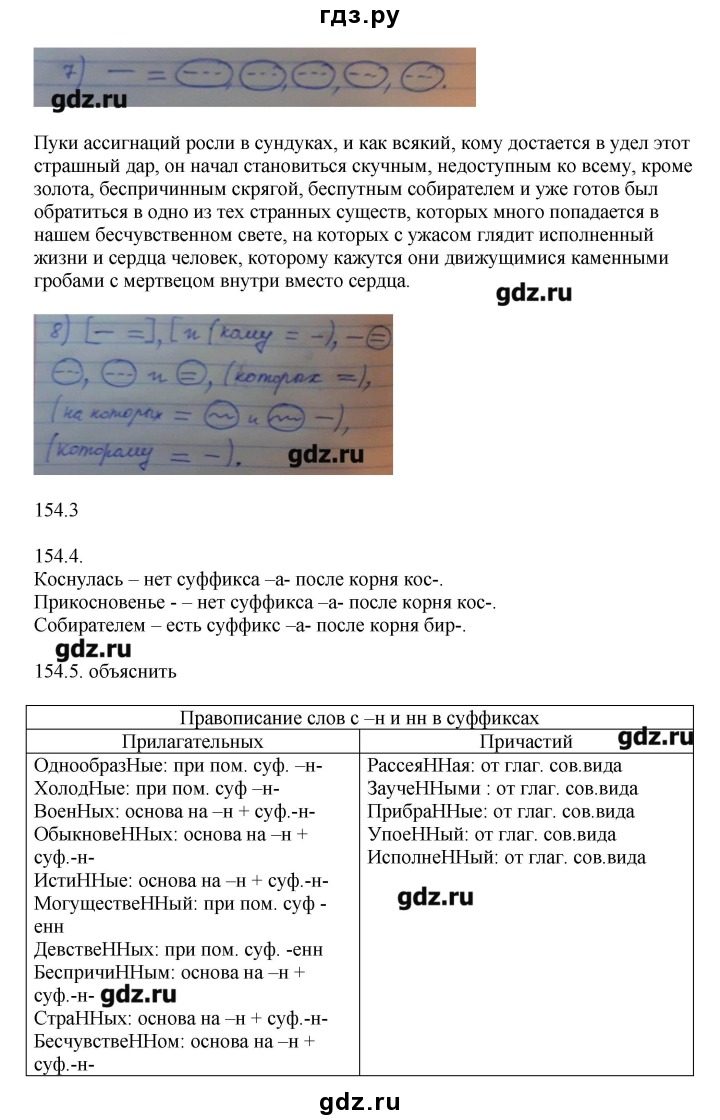 гдз.ру
7) — = (---), (---), (---), (---), (---).
gdz.ru
Пуки ассигнаций росли в сундуках, и как всякий, кому достается в удел этот
страшный дар, он начал становиться скучным, недоступным ко всему, кроме
золота, беспричинным скрягой, беспутным собирателем и уже готов был
обратиться в одно из тех странных существ, которых много попадается в
нашем бесчувственном свете, на которых с ужасом глядит исполненный
жизни и сердца человек, которому кажутся они движущимися каменными
гробами с мертвецом внутри вместо сердца.
gdz.ru
8) [— =], [и (кому = –), – (=)
(---), (---) и (=), (которых =),
(на которых = (~~) и (~~) –),
(которому = –).
gdz.ru
154.3
154.4.
Коснулась – нет суффикса –а- после корня кос-.
Прикосновенье - – нет суффикса –а- после корня кос-.
Собирателем – есть суффикс –а- после корня бир-.
gdz.ru
154.5. объяснить
Правописание слов с –н и нн в суффиксах
Прилагательных
ОднообразНые: при пом. суф. –н-
ХолодНые: при пом. суф –н-
ВоенНых: основа на –н + суф.-н-
ОбыкновеННых: основа на –н +
суф.-н-
ИстиННые: основа на –н + суф.-н-
МогуществеННый: при пом. суф -
енн
ДевствеННых: при пом. суф. -енн
БеспричиННым: основа на –н +
суф.-н-
gdz.ru
СтраННых: основа на –н + суф.-н-
БесчувствеННом: основа на –н +
суф.-н-
Причастий
gdz.ru
РассеяННая: от глаг. сов.вида
ЗаучеННыми : от глаг. сов.вида
ПрибраННые: от глаг. сов.вида
УпоеННый: от глаг. сов.вида
ИсполнеННый: от глаг. сов.вида
gdz.ru
gdz.ru